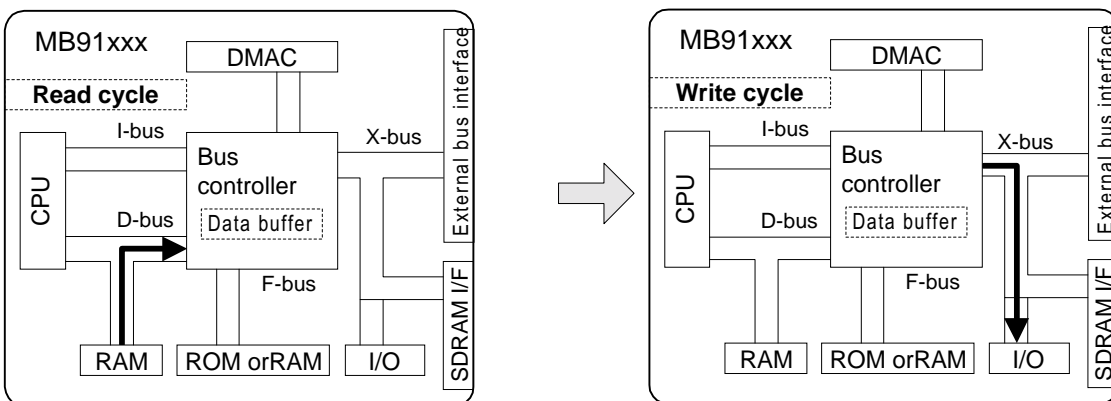 MB91xxx
DMAC
Read cycle
I-bus
X-bus
External bus interface
CPU
Bus
controller
Data buffer
D-bus
F-bus
SDRAM I/F
RAM
ROM orRAM
I/O
MB91xxx
DMAC
Write cycle
I-bus
X-bus
External bus interface
CPU
Bus
controller
Data buffer
D-bus
F-bus
SDRAM I/F
RAM
ROM orRAM
I/O